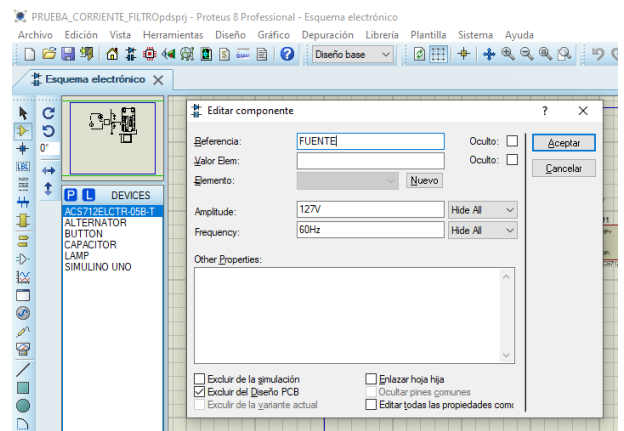 PRUEBA_CORRIENTE_FILTROpdsprj - Proteus 8 Professional - Esquema electrónico
Archivo Edición Vista Herramientas Diseño Gráfico Depuración Librería Plantilla Sistema Ayuda
Diseño base
Esquema electrónico
Editar componente
Referencia: FUENTE Oculto: Aceptar
Valor Elem: Oculto: Cancelar
Elemento: Nuevo
Amplitude: 127V Hide All
Frequency: 60Hz Hide All
Other Properties:
Excluir de la simulación Enlazar hoja hija
Excluir del Diseño PCB Ocultar pines comunes
Exculir de la variante actual Editar todas las propiedades como
0°
LBL
P L DEVICES
ACS712ELCTR-05B-T
ALTERNATOR
BUTTON
CAPACITOR
LAMP
SIMULINO UNO